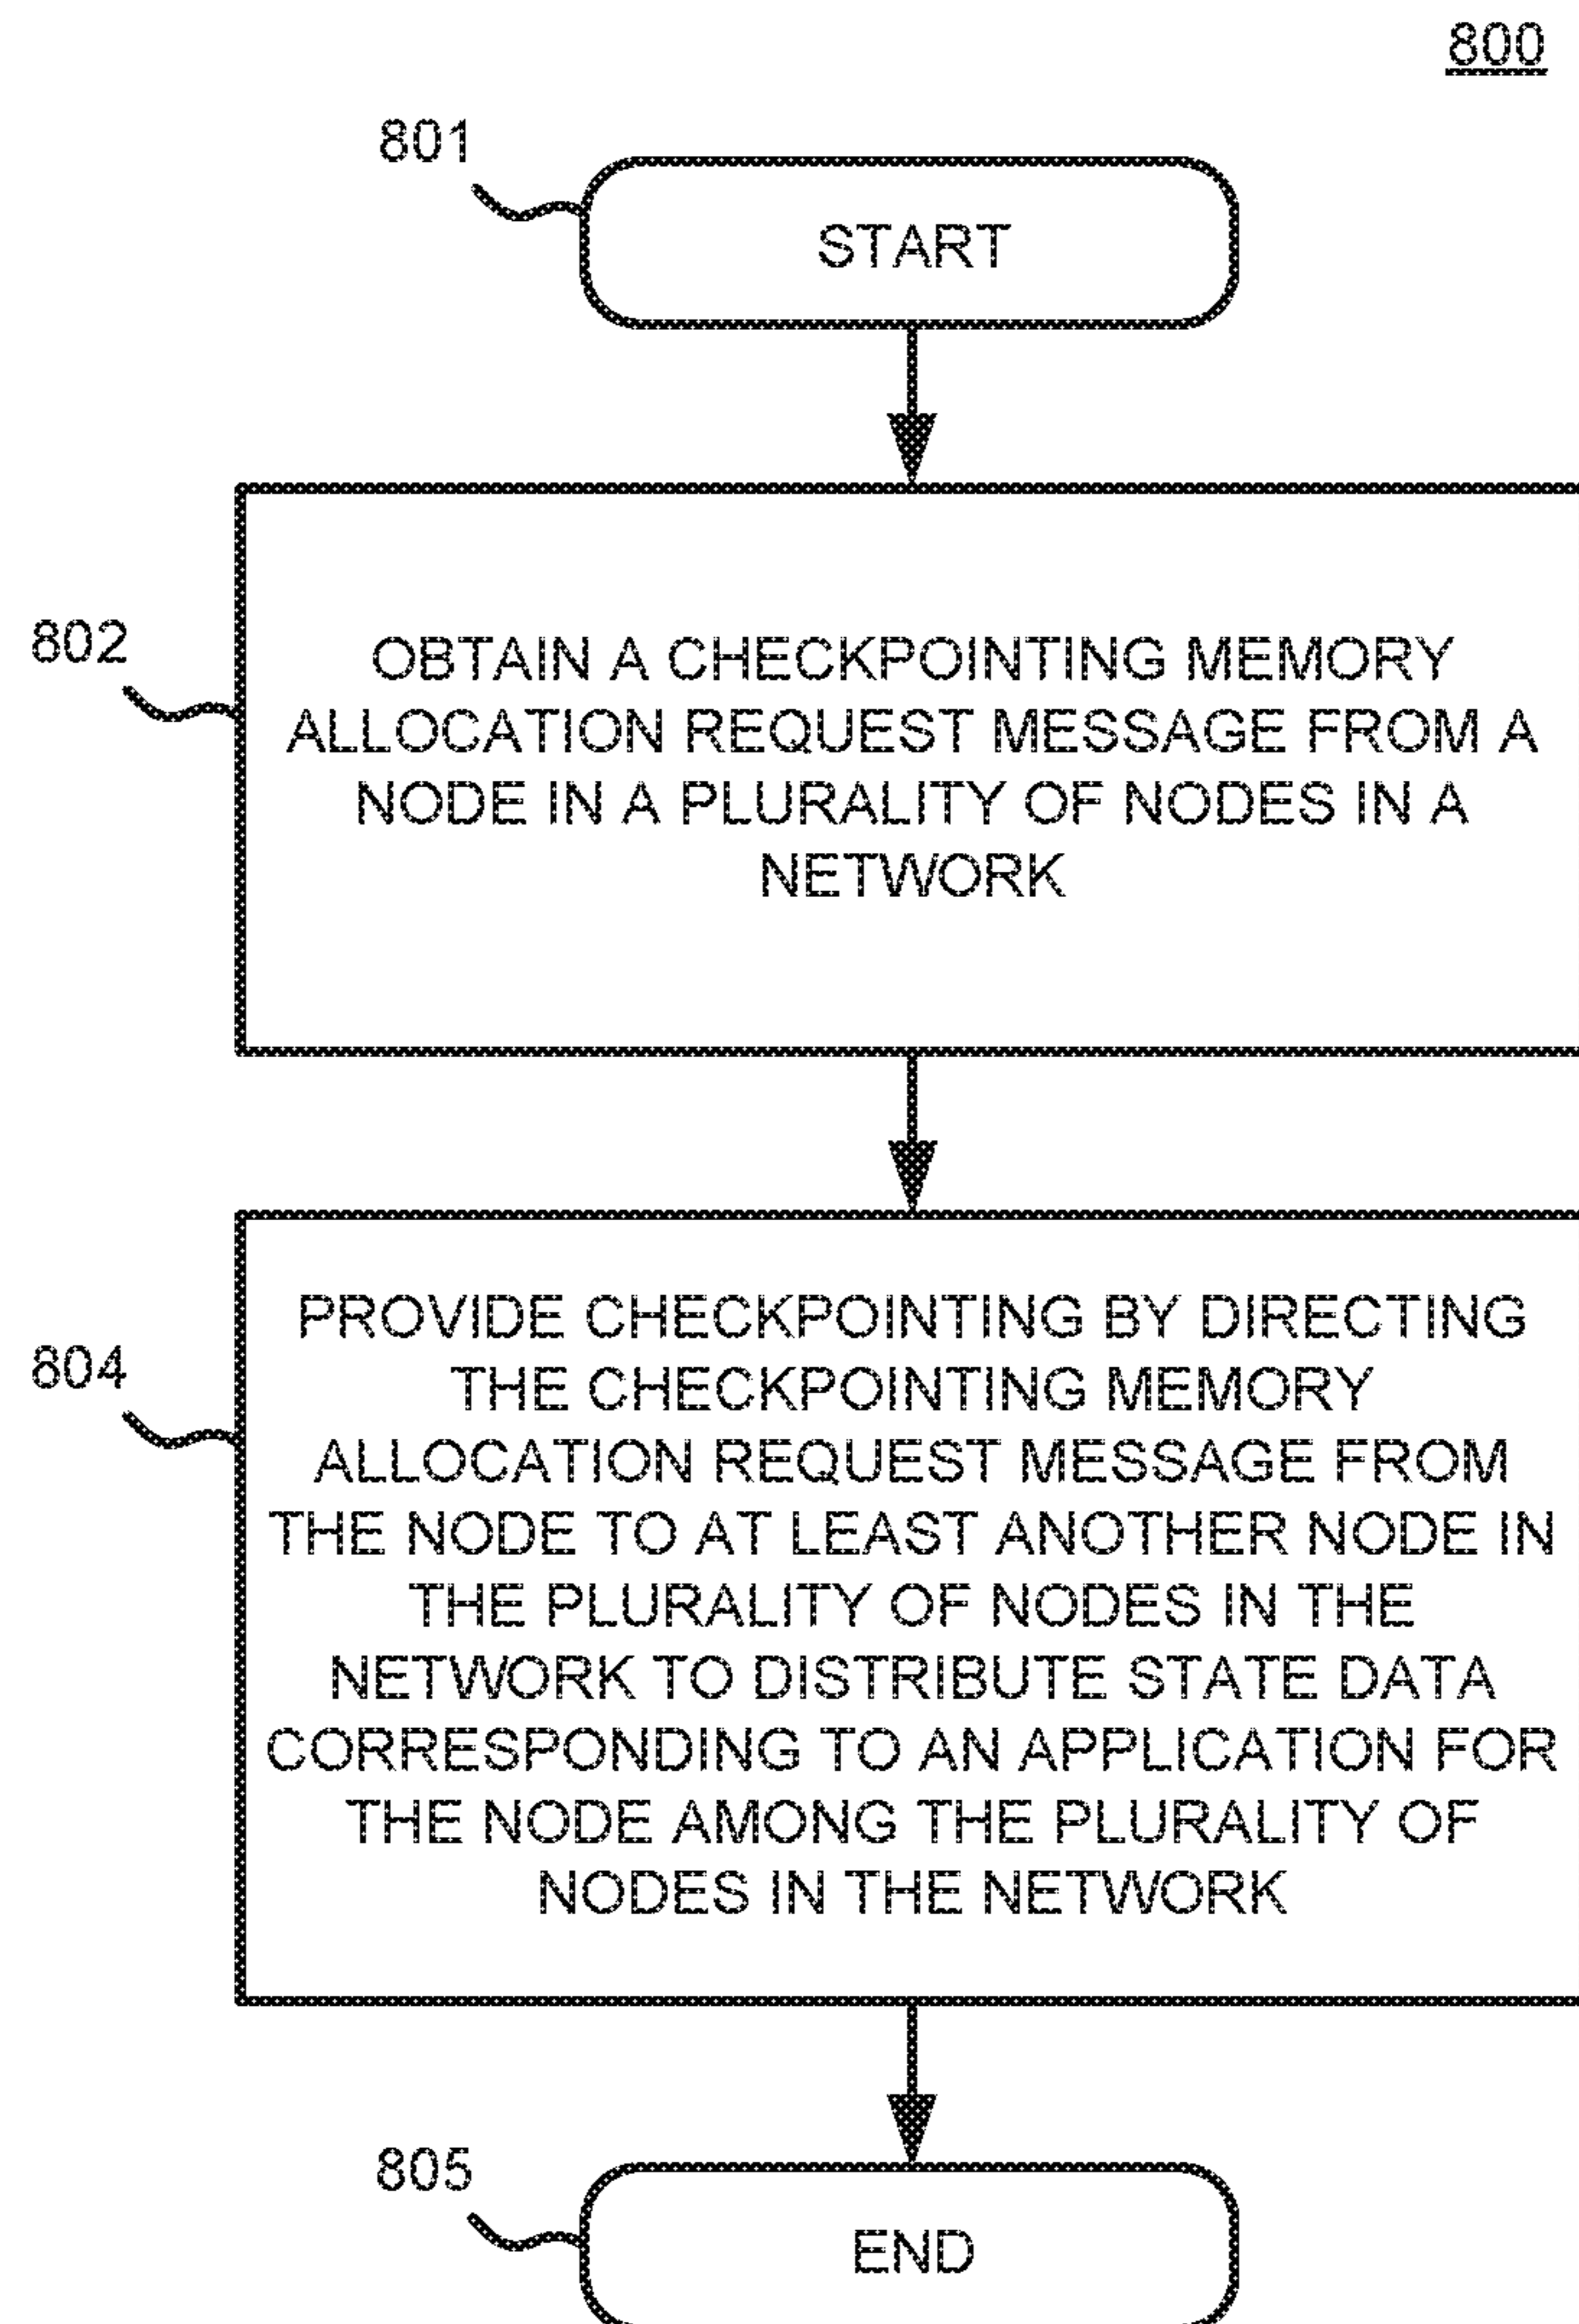 800
801
START
802
OBTAIN A CHECKPOINTING MEMORY
ALLOCATION REQUEST MESSAGE FROM A
NODE IN A PLURALITY OF NODES IN A
NETWORK
804
PROVIDE CHECKPOINTING BY DIRECTING
THE CHECKPOINTING MEMORY
ALLOCATION REQUEST MESSAGE FROM
THE NODE TO AT LEAST ANOTHER NODE IN
THE PLURALITY OF NODES IN THE
NETWORK TO DISTRIBUTE STATE DATA
CORRESPONDING TO AN APPLICATION FOR
THE NODE AMONG THE PLURALITY OF
NODES IN THE NETWORK
805
END